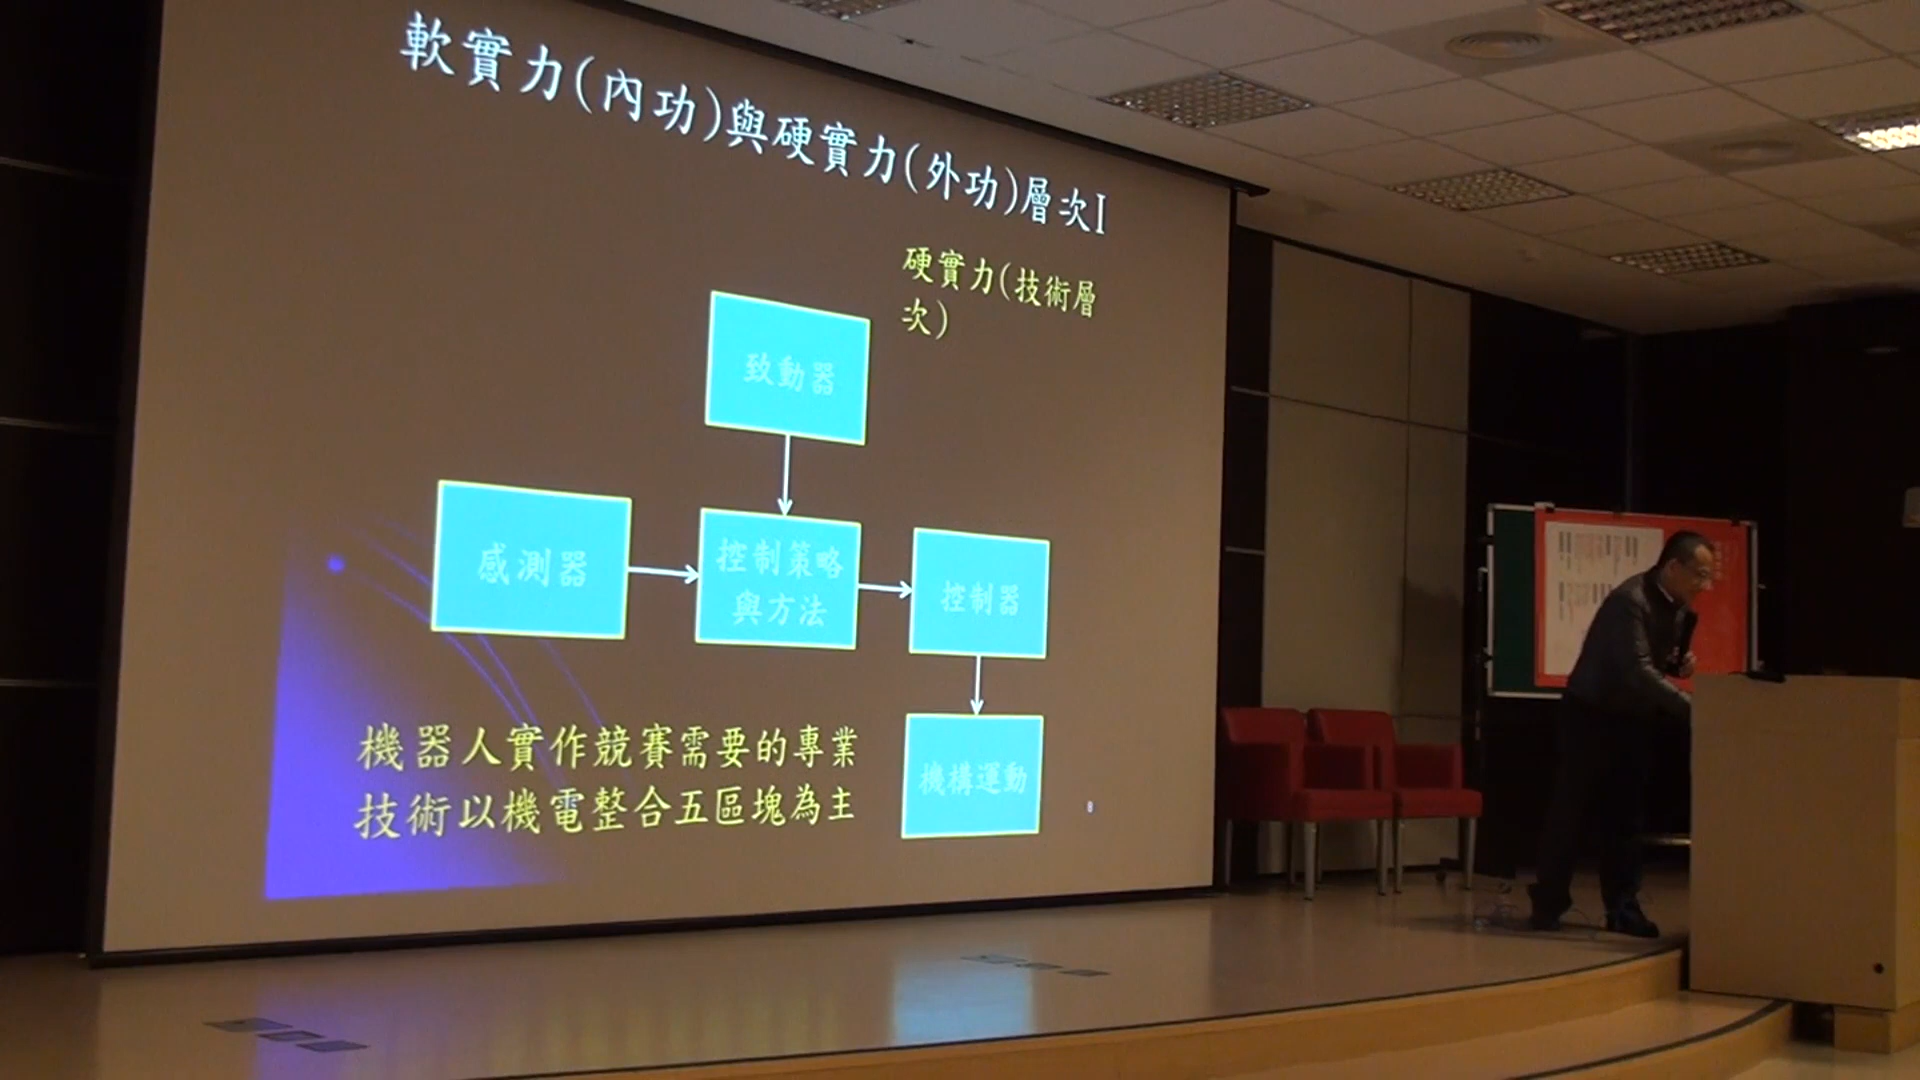 軟實力(內功)與硬實力(外功)層次I
硬實力(技術層
次)
致動器
感測器
控制策略
與方法
控制器
機構運動
機器人實作競賽需要的專業
技術以機電整合五區塊為主
8